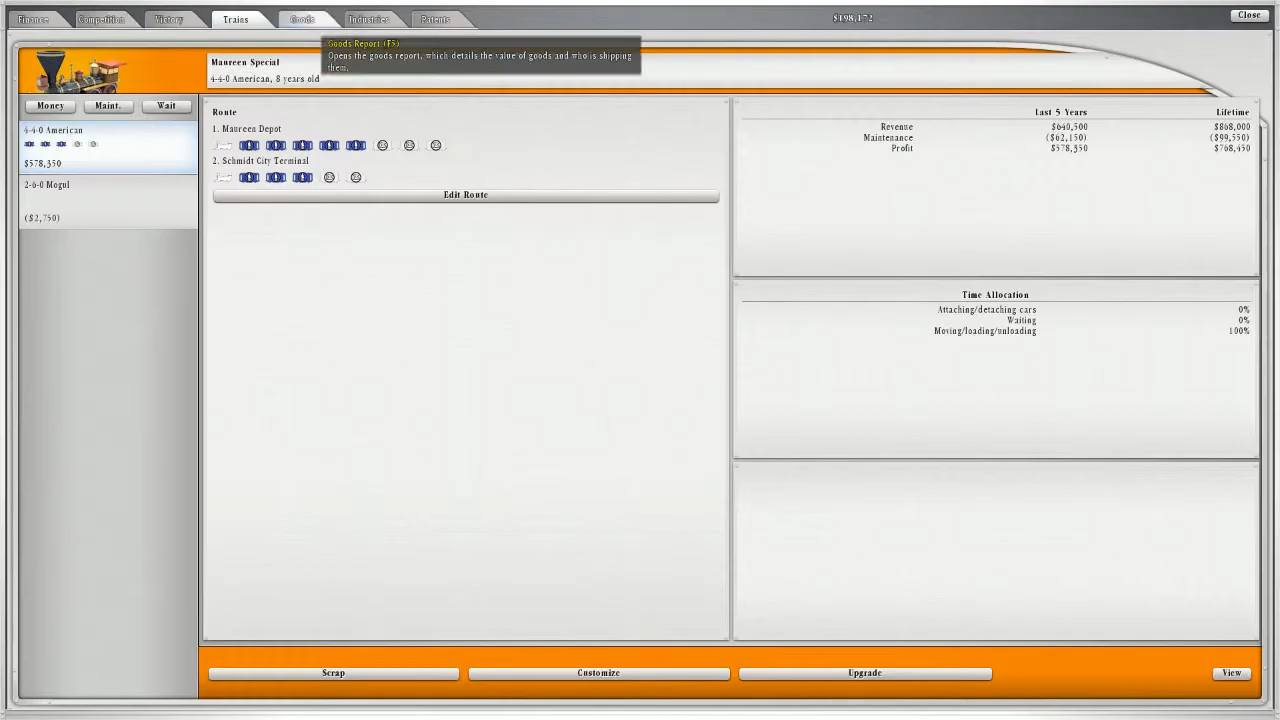 Finance Competition Victory Trains Goods Industries Patents $198,172 Close
Goods Report (F5)
Opens the goods report, which details the value of goods and who is shipping
them.
Maureen Special
4-4-0 American, 8 years old
Money Maint. Wait
4-4-0 American
$578,350
2-6-0 Mogul
($2,750)
Route
1. Maureen Depot
2. Schmidt City Terminal
Edit Route
Last 5 Years Lifetime
Revenue $640,500 $868,000
Maintenance ($62,150) ($99,550)
Profit $578,350 $768,450
Time Allocation
Attaching/detaching cars 0%
Waiting 0%
Moving/loading/unloading 100%
Scrap Customize Upgrade View